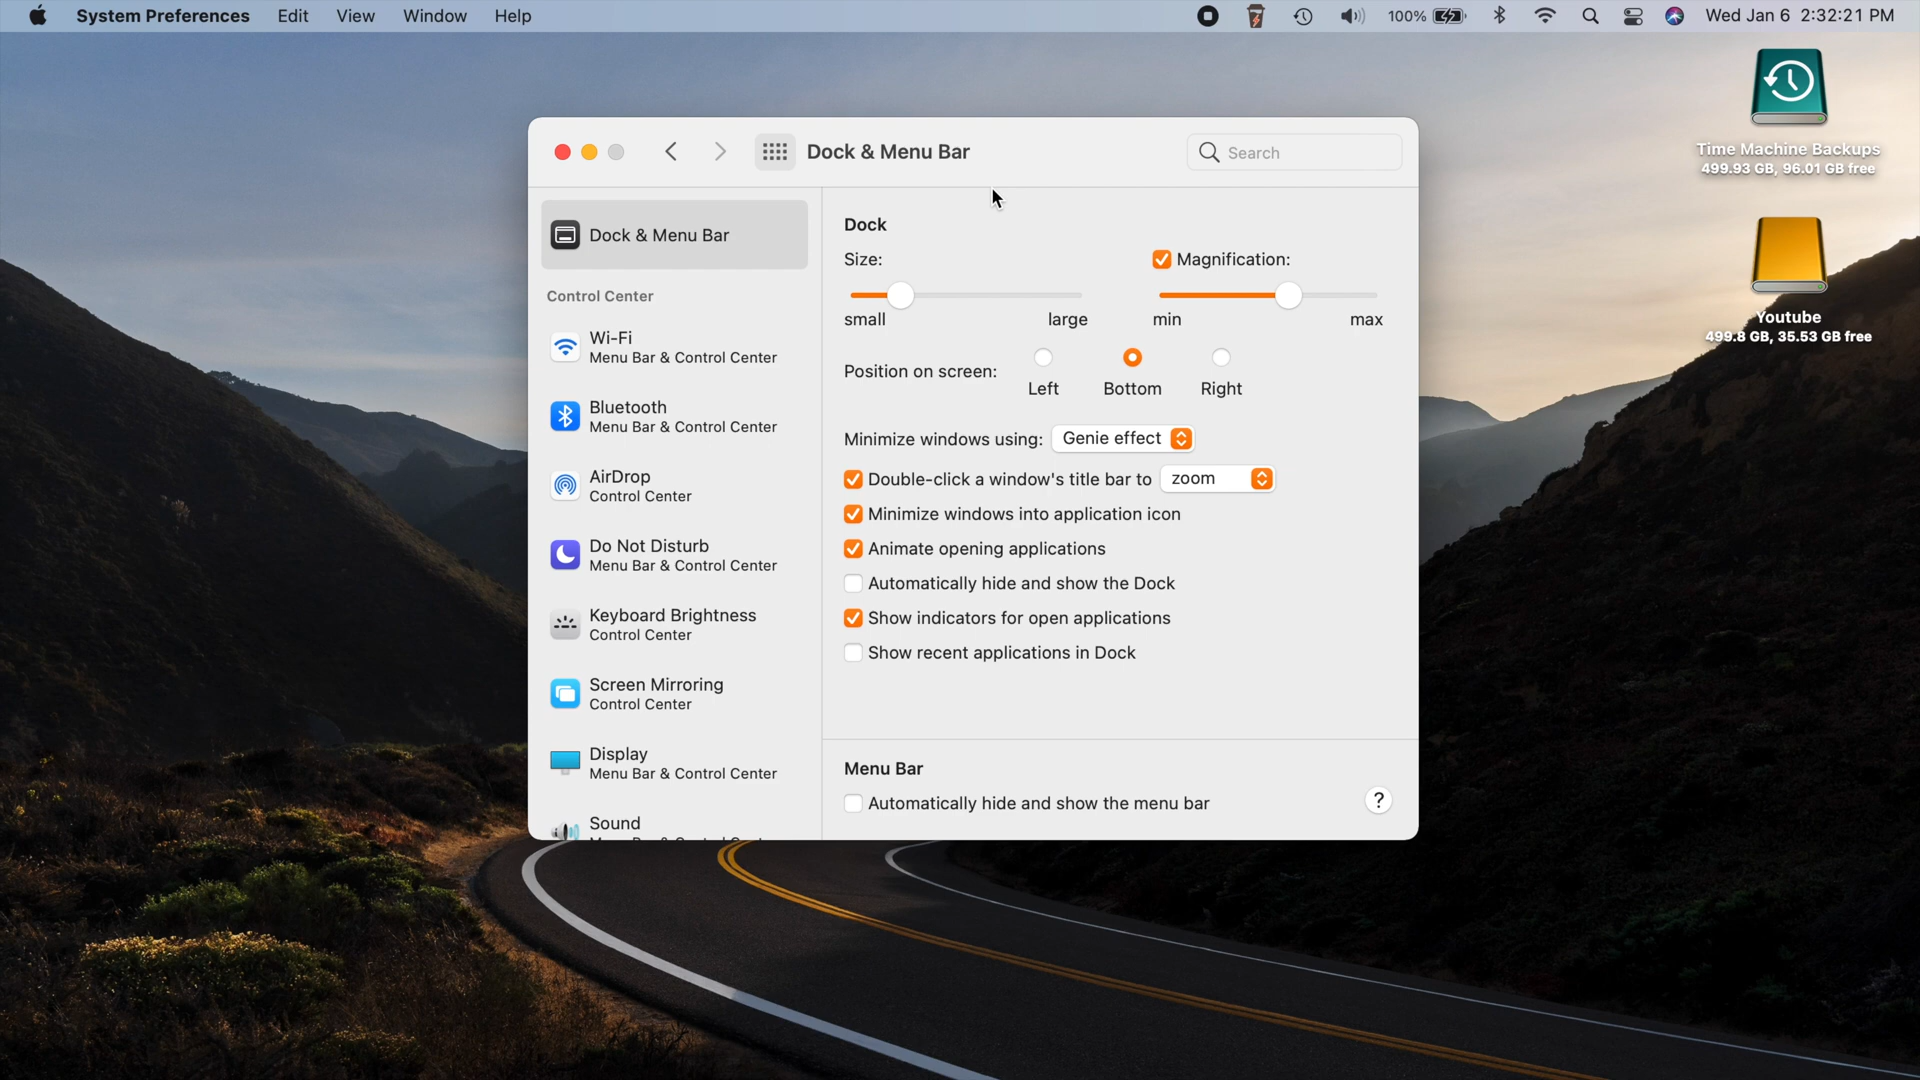 System Preferences Edit View Window Help 100% Wed Jan 6 2:32:21 PM
Time Machine Backups
499.93 GB, 96.01 GB free
Youtube
499.8 GB, 35.53 GB free
Dock & Menu Bar Search
Dock & Menu Bar
Control Center
Wi-Fi
Menu Bar & Control Center
Bluetooth
Menu Bar & Control Center
AirDrop
Control Center
Do Not Disturb
Menu Bar & Control Center
Keyboard Brightness
Control Center
Screen Mirroring
Control Center
Display
Menu Bar & Control Center
Sound
Dock
Size: Magnification:
small large min max
Position on screen: Left Bottom Right
Minimize windows using: Genie effect
Double-click a window's title bar to zoom
Minimize windows into application icon
Animate opening applications
Automatically hide and show the Dock
Show indicators for open applications
Show recent applications in Dock
Menu Bar
Automatically hide and show the menu bar ?